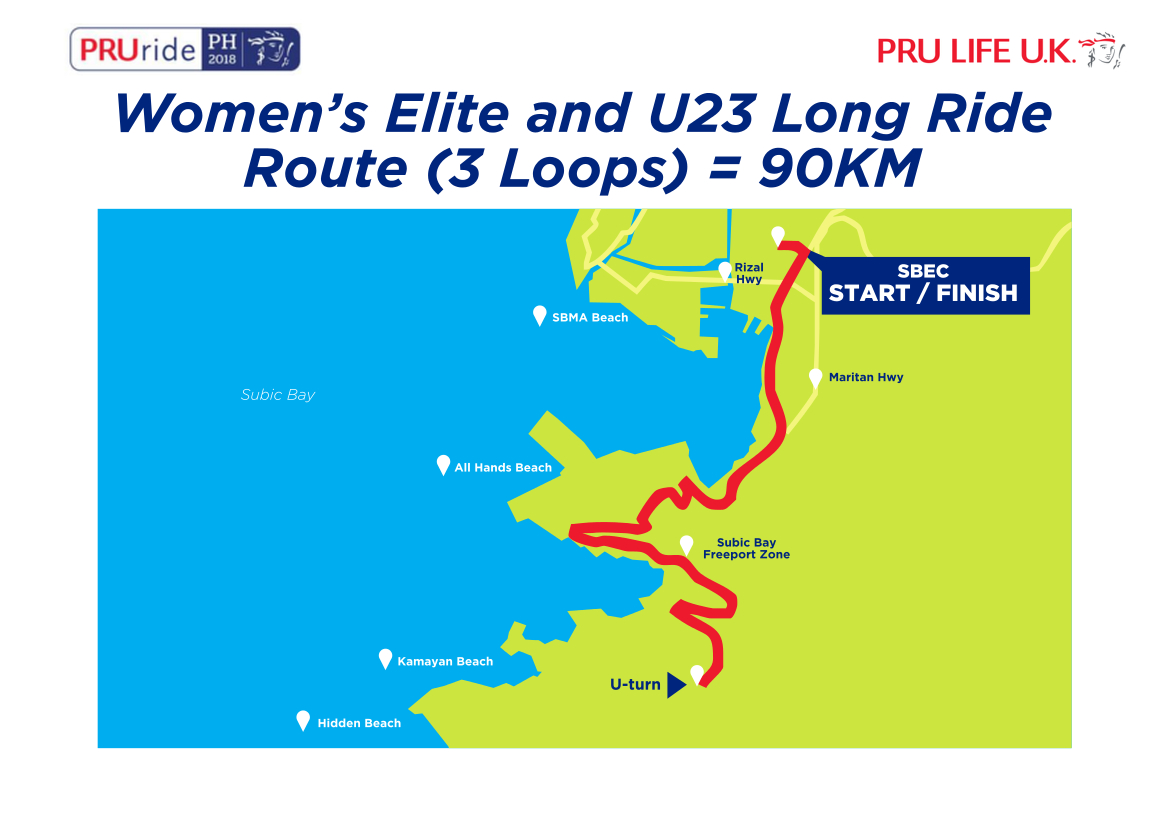 PRUride PH 2018
PRU LIFE U.K.
Women's Elite and U23 Long Ride
Route (3 Loops) = 90KM
Rizal
Hwy
SBEC
START / FINISH
SBMA Beach
Maritan Hwy
Subic Bay
All Hands Beach
Subic Bay
Freeport Zone
Kamayan Beach
U-turn
Hidden Beach